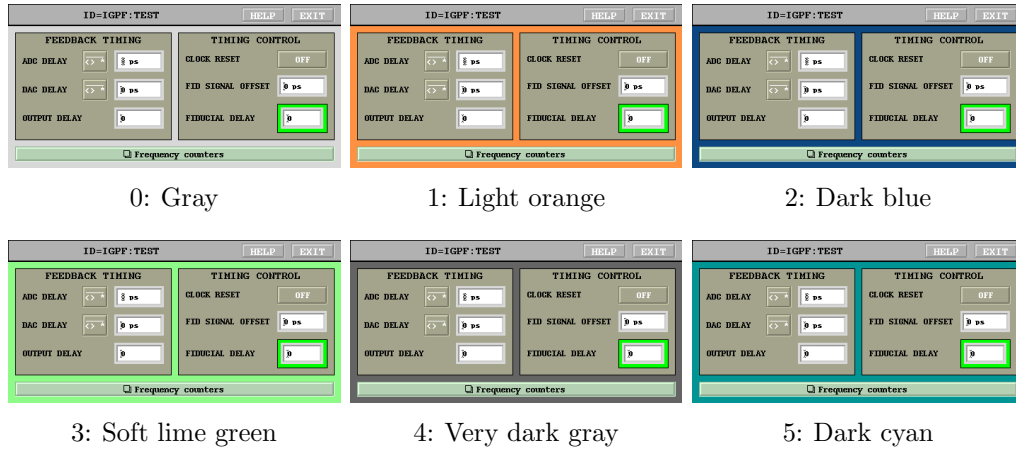 ID=IGPF:TEST HELP EXIT
FEEDBACK TIMING TIMING CONTROL
ADC DELAY <> * ps CLOCK RESET OFF
DAC DELAY <> * 0 ps FID SIGNAL OFFSET 0 ps
OUTPUT DELAY 0 FIDUCIAL DELAY 0
Frequency counters
0: Gray
ID=IGPF:TEST HELP EXIT
FEEDBACK TIMING TIMING CONTROL
ADC DELAY <> * ps CLOCK RESET OFF
DAC DELAY <> * 0 ps FID SIGNAL OFFSET 0 ps
OUTPUT DELAY 0 FIDUCIAL DELAY 0
Frequency counters
1: Light orange
ID=IGPF:TEST HELP EXIT
FEEDBACK TIMING TIMING CONTROL
ADC DELAY <> * ps CLOCK RESET OFF
DAC DELAY <> * 0 ps FID SIGNAL OFFSET 0 ps
OUTPUT DELAY 0 FIDUCIAL DELAY 0
Frequency counters
2: Dark blue
ID=IGPF:TEST HELP EXIT
FEEDBACK TIMING TIMING CONTROL
ADC DELAY <> * ps CLOCK RESET OFF
DAC DELAY <> * 0 ps FID SIGNAL OFFSET 0 ps
OUTPUT DELAY 0 FIDUCIAL DELAY 0
Frequency counters
3: Soft lime green
ID=IGPF:TEST HELP EXIT
FEEDBACK TIMING TIMING CONTROL
ADC DELAY <> * ps CLOCK RESET OFF
DAC DELAY <> * 0 ps FID SIGNAL OFFSET 0 ps
OUTPUT DELAY 0 FIDUCIAL DELAY 0
Frequency counters
4: Very dark gray
ID=IGPF:TEST HELP EXIT
FEEDBACK TIMING TIMING CONTROL
ADC DELAY <> * ps CLOCK RESET OFF
DAC DELAY <> * 0 ps FID SIGNAL OFFSET 0 ps
OUTPUT DELAY 0 FIDUCIAL DELAY 0
Frequency counters
5: Dark cyan